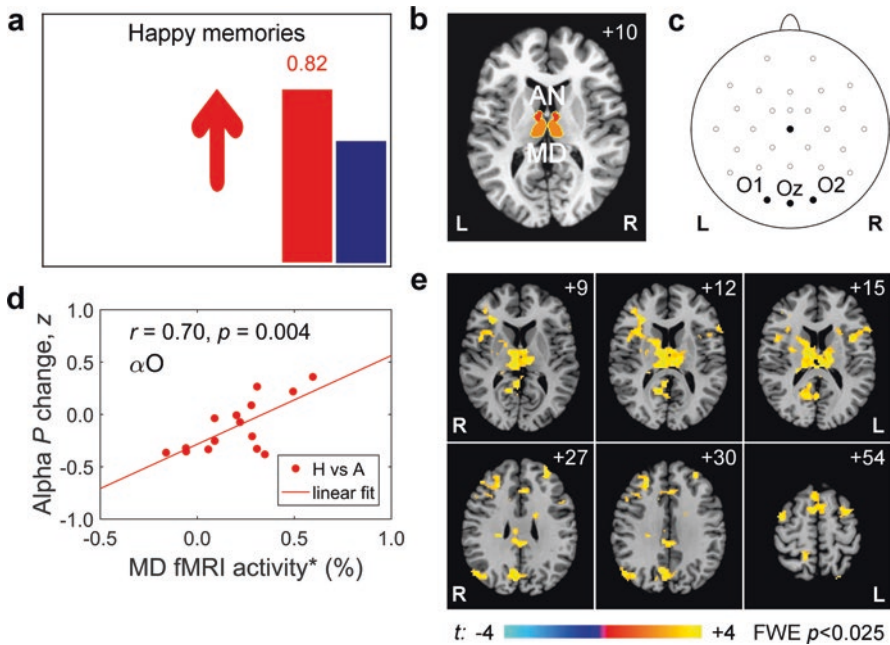 a
Happy memories
0.82
b
+10
AN
MD
L R
c
O1 Oz O2
L R
d
Alpha P change, z
1.0
0.5
0.0
-0.5
-1.0
r = 0.70, p = 0.004
αO
H vs A
linear fit
-0.5 0.0 0.5 1.0
MD fMRI activity* (%)
e
+9 +12 +15
R L
+27 +30 +54
R L
t: -4 +4 FWE p<0.025